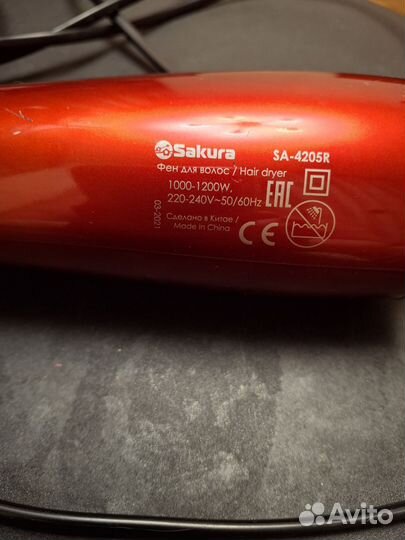 Sakura SA-4205R
Фен для волос / Hair dryer
1000-1200W,
220-240V~50/60Hz
EAC
03-2021
Сделано в Китае /
Made in China
CE
Avito